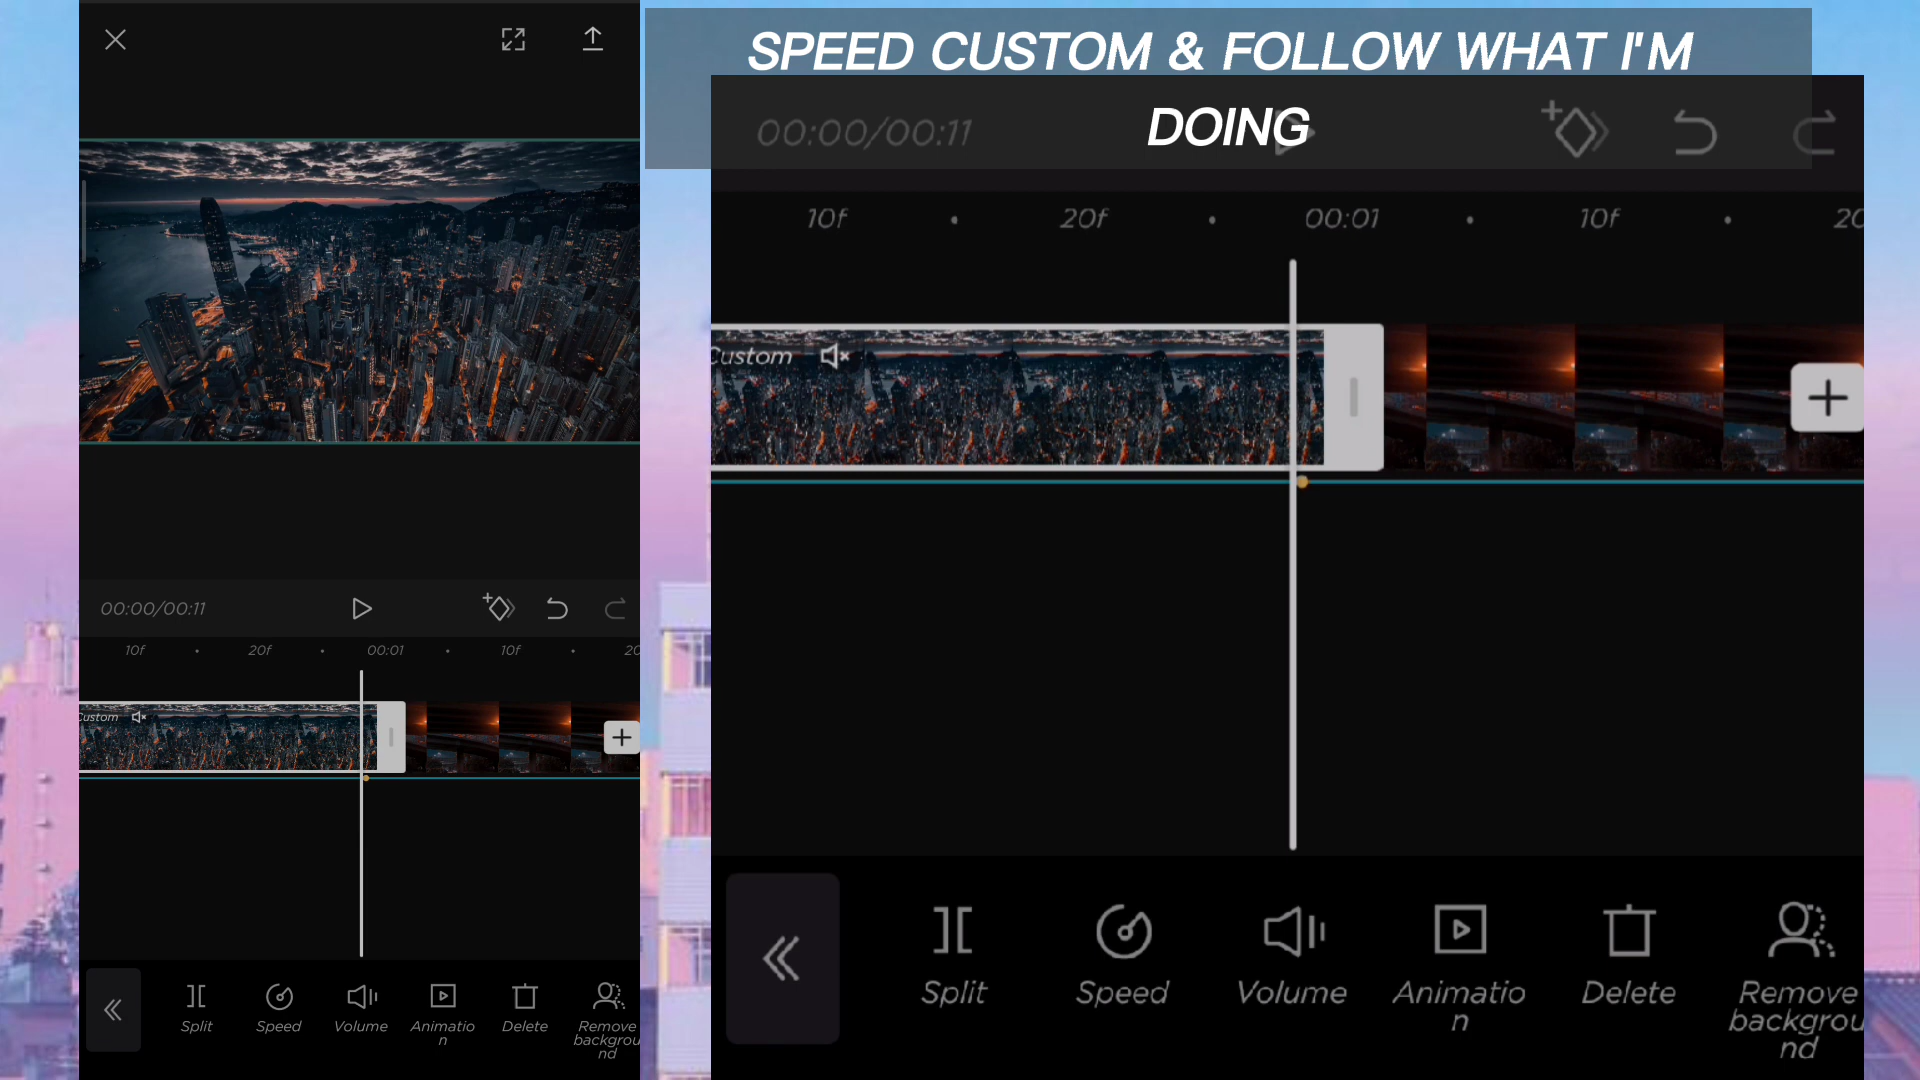 SPEED CUSTOM & FOLLOW WHAT I'M
DOING
00:00/00:11
10f
20f
00:01
10f
20
Custom
Split
Speed
Volume
Animatio
n
Delete
Remove
backgrou
nd
00:00/00:11
10f
20f
00:01
10f
20
Custom
Split
Speed
Volume
Animatio
n
Delete
Remove
backgrou
nd